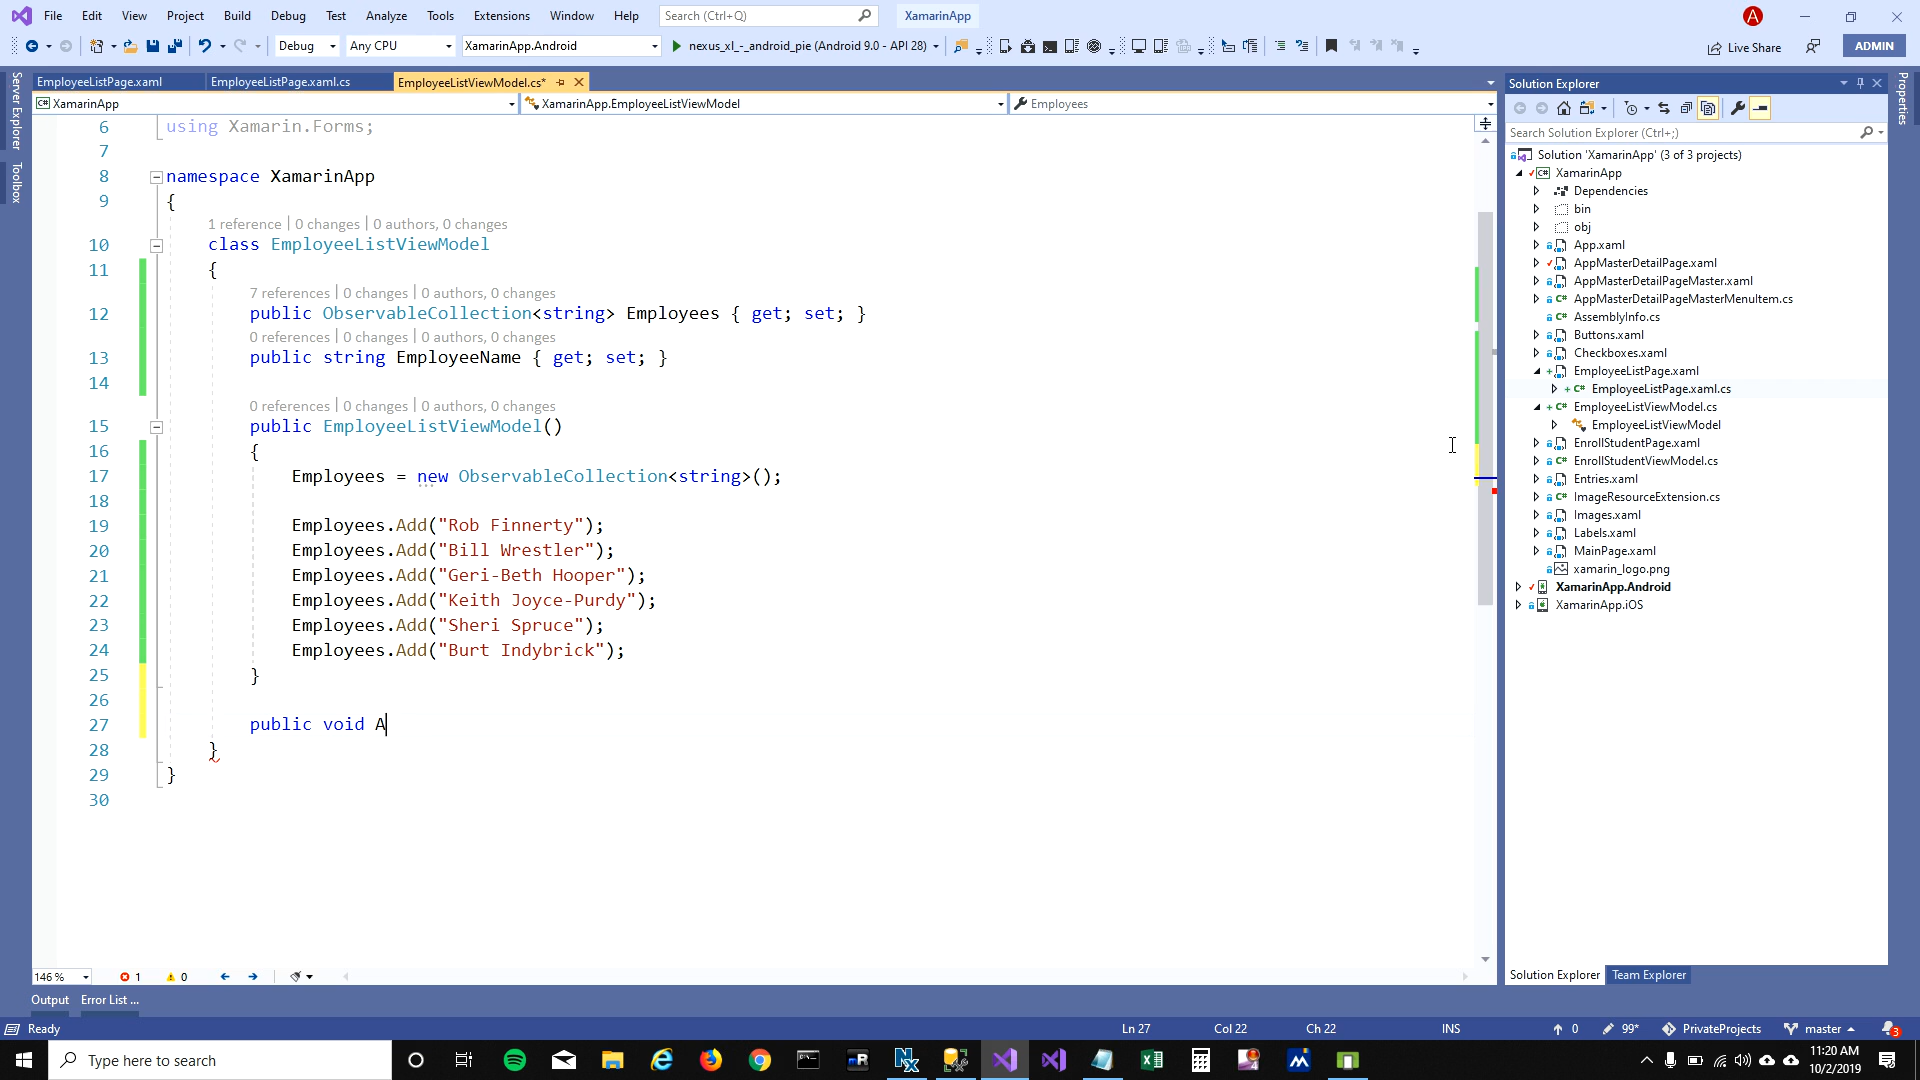 File Edit View Project Build Debug Test Analyze Tools Extensions Window Help Search (Ctrl+Q) XamarinApp A
Debug Any CPU XamarinApp.Android nexus_xl_-_android_pie (Android 9.0 - API 28) Live Share ADMIN
EmployeeListPage.xaml EmployeeListPage.xaml.cs EmployeeListViewModel.cs*
XamarinApp XamarinApp.EmployeeListViewModel Employees
Server Explorer
Toolbox
6 using Xamarin.Forms;
7
8 namespace XamarinApp
9 {
1 reference | 0 changes | 0 authors, 0 changes
10 class EmployeeListViewModel
11 {
7 references | 0 changes | 0 authors, 0 changes
12 public ObservableCollection<string> Employees { get; set; }
0 references | 0 changes | 0 authors, 0 changes
13 public string EmployeeName { get; set; }
14
0 references | 0 changes | 0 authors, 0 changes
15 public EmployeeListViewModel()
16 {
17 Employees = new ObservableCollection<string>();
18
19 Employees.Add("Rob Finnerty");
20 Employees.Add("Bill Wrestler");
21 Employees.Add("Geri-Beth Hooper");
22 Employees.Add("Keith Joyce-Purdy");
23 Employees.Add("Sheri Spruce");
24 Employees.Add("Burt Indybrick");
25 }
26
27 public void A
28 }
29 }
30
146 % 1 0
Solution Explorer
Properties
Search Solution Explorer (Ctrl+;)
Solution 'XamarinApp' (3 of 3 projects)
XamarinApp
Dependencies
bin
obj
App.xaml
AppMasterDetailPage.xaml
AppMasterDetailPageMaster.xaml
AppMasterDetailPageMasterMenuItem.cs
AssemblyInfo.cs
Buttons.xaml
Checkboxes.xaml
EmployeeListPage.xaml
EmployeeListPage.xaml.cs
EmployeeListViewModel.cs
EmployeeListViewModel
EnrollStudentPage.xaml
EnrollStudentViewModel.cs
Entries.xaml
ImageResourceExtension.cs
Images.xaml
Labels.xaml
MainPage.xaml
xamarin_logo.png
XamarinApp.Android
XamarinApp.iOS
Solution Explorer Team Explorer
Output Error List ...
Ready Ln 27 Col 22 Ch 22 INS 0 99* PrivateProjects master 3
Type here to search
11:20 AM
10/2/2019